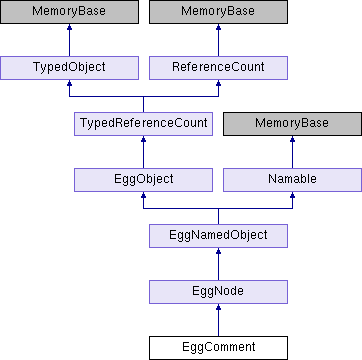 MemoryBase MemoryBase
TypedObject ReferenceCount
TypedReferenceCount MemoryBase
EggObject Namable
EggNamedObject
EggNode
EggComment